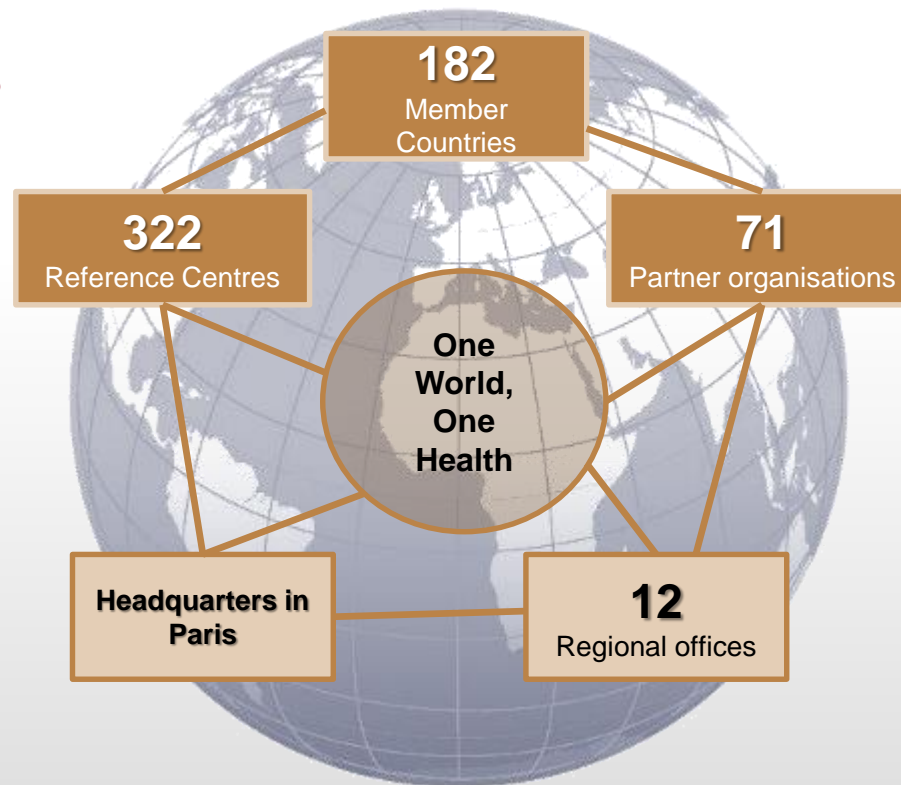 182
Member
Countries
322
Reference Centres
71
Partner organisations
One
World,
One
Health
Headquarters in
Paris
12
Regional offices